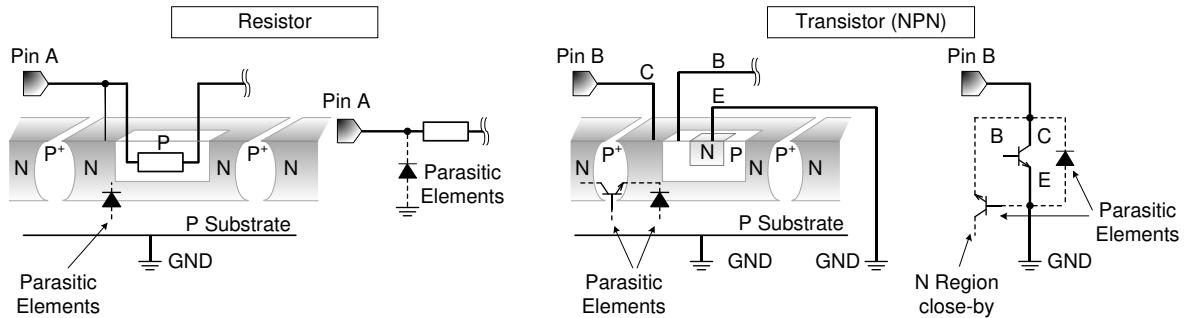 Resistor
Transistor (NPN)
Pin A
Pin B
C
B
E
Pin B
Pin A
N
P+
N
P
N
P+
N
N
P+
N
N
P
N
P+
N
B
C
E
Parasitic
Elements
P Substrate
GND
Parasitic
Elements
P Substrate
GND
GND
Parasitic
Elements
Parasitic
Elements
GND
N Region
close-by